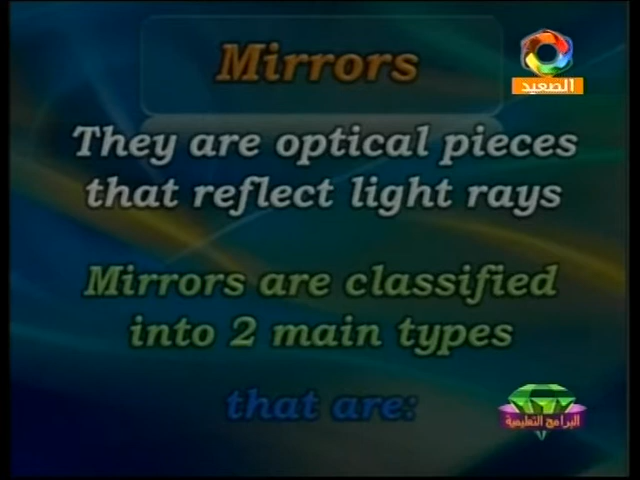 Mirrors
الصعيد
They are optical pieces
that reflect light rays
Mirrors are classified
into 2 main types
that are:
البرامج التعليمية